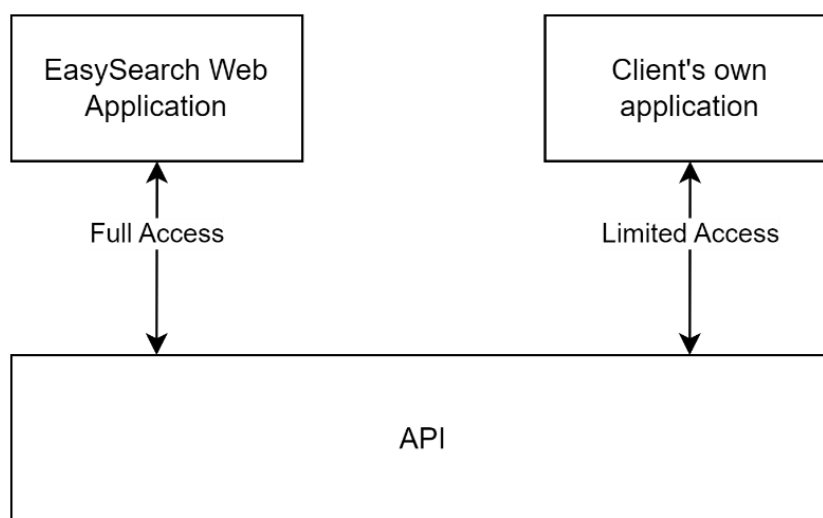 EasySearch Web
Application
Client's own
application
Full Access
Limited Access
API